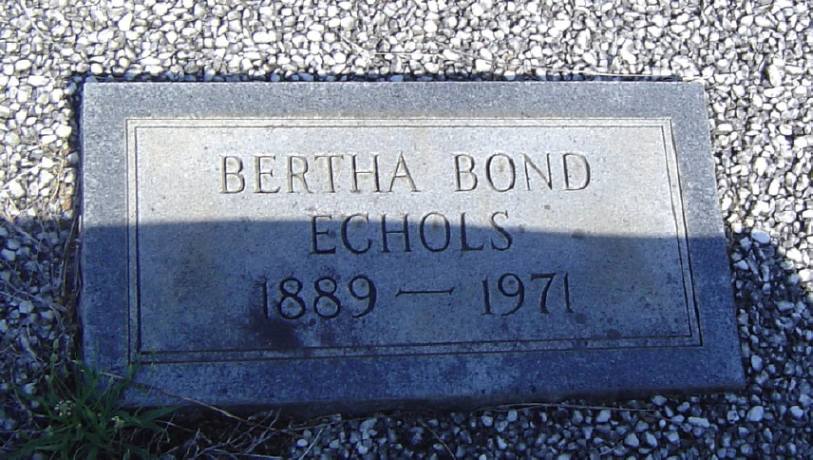 BERTHA BOND
ECHOLS
1889 — 1971